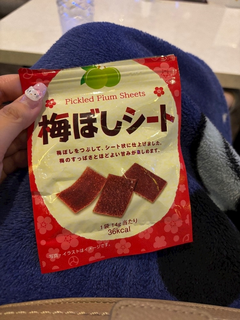 Pickled Plum Sheets
梅ぼしシート
梅ぼしをつぶして、シート状に仕上げました。
梅のすっぱさとほどよい甘みが楽しめます。
1袋 14g 当たり
36kcal